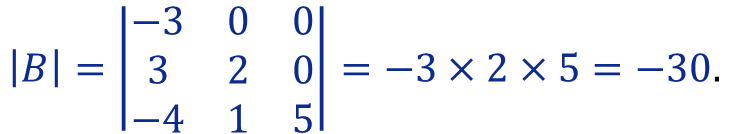 |B| = |−3 0 0|
|3 2 0|
|−4 1 5| = −3 × 2 × 5 = −30.